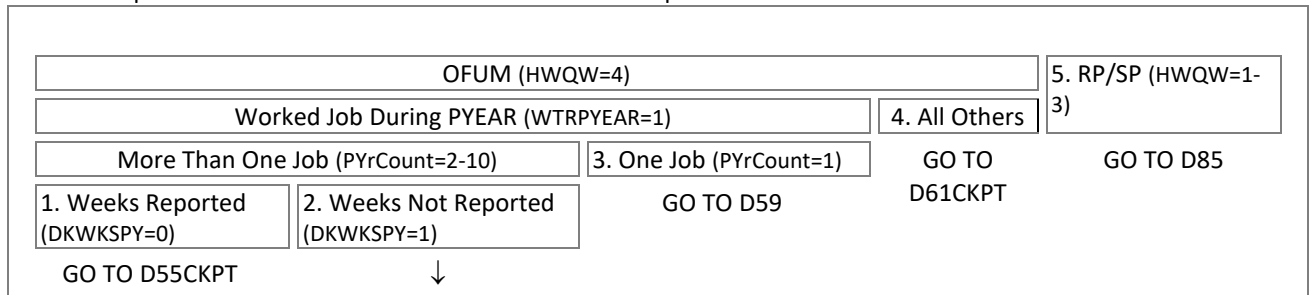 OFUM (HWQW=4)
5. RP/SP (HWQW=1-
3)
Worked Job During PYEAR (WTRPYEAR=1)
4. All Others
More Than One Job (PYrCount=2-10)
3. One Job (PYrCount=1)
GO TO
D61CKPT
GO TO D85
1. Weeks Reported
(DKWKSPY=0)
2. Weeks Not Reported
(DKWKSPY=1)
GO TO D59
GO TO D55CKPT
↓